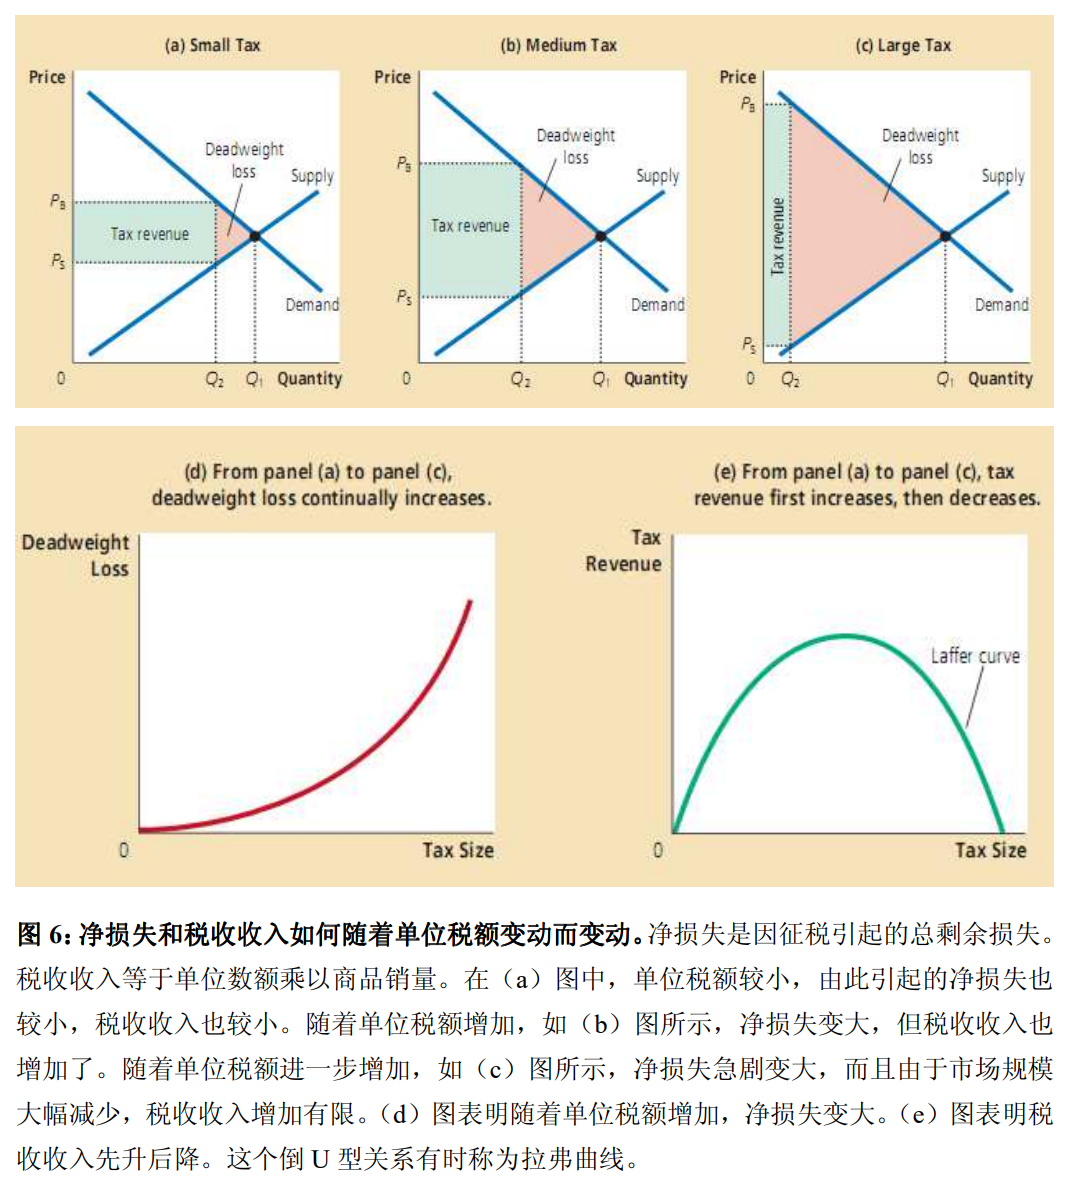 (a) Small Tax
Price
P_B
P_S
Deadweight
loss
Supply
Tax revenue
Demand
0
Q₂
Q₁
Quantity
(b) Medium Tax
Price
P_B
P_S
Deadweight
loss
Supply
Tax revenue
Demand
0
Q₂
Q₁
Quantity
(c) Large Tax
Price
P_B
P_S
Deadweight
loss
Supply
Tax revenue
Demand
0
Q₂
Q₁
Quantity
(d) From panel (a) to panel (c),
deadweight loss continually increases.
Deadweight
Loss
0
Tax Size
(e) From panel (a) to panel (c), tax
revenue first increases, then decreases.
Tax
Revenue
Laffer curve
0
Tax Size
图 6：净损失和税收收入如何随着单位税额变动而变动。净损失是因征税引起的总剩余损失。
税收收入等于单位数额乘以商品销量。在（a）图中，单位税额较小，由此引起的净损失也
较小，税收收入也较小。随着单位税额增加，如（b）图所示，净损失变大，但税收收入也
增加了。随着单位税额进一步增加，如（c）图所示，净损失急剧变大，而且由于市场规模
大幅减少，税收收入增加有限。（d）图表明随着单位税额增加，净损失变大。（e）图表明税
收收入先升后降。这个倒 U 型关系有时称为拉弗曲线。